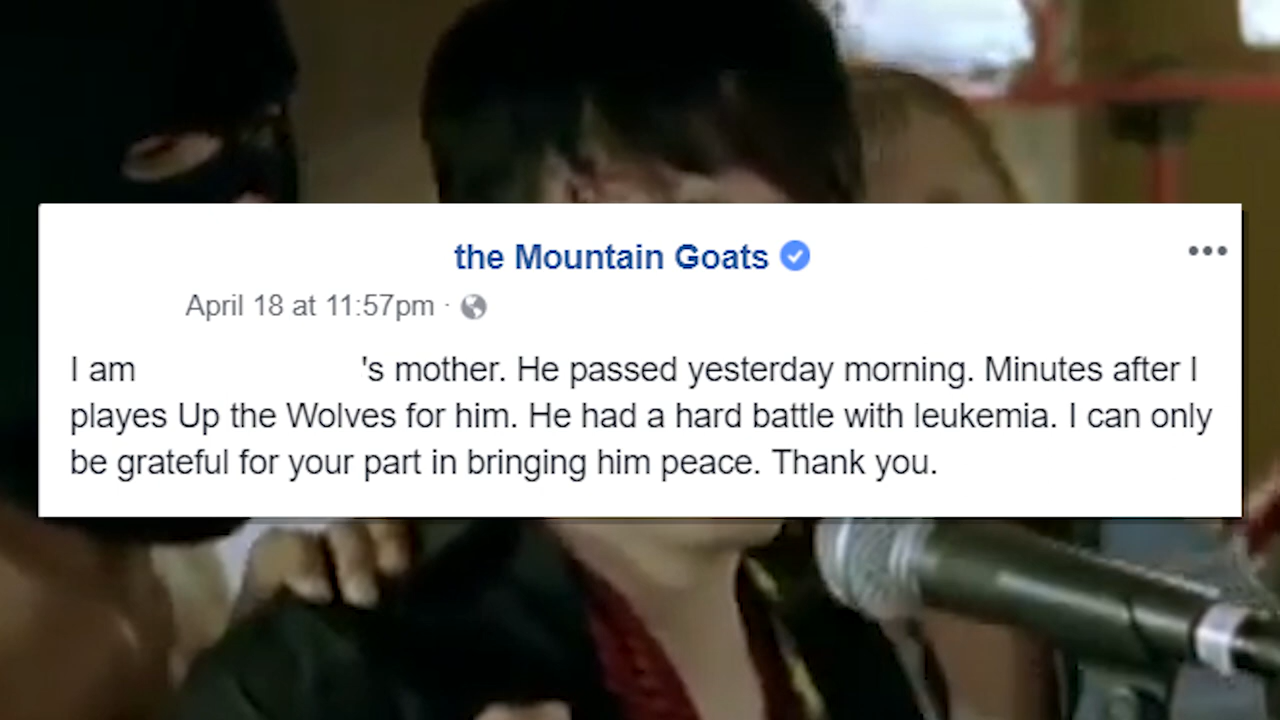 the Mountain Goats
April 18 at 11:57pm ·
I am 's mother. He passed yesterday morning. Minutes after I
playes Up the Wolves for him. He had a hard battle with leukemia. I can only
be grateful for your part in bringing him peace. Thank you.